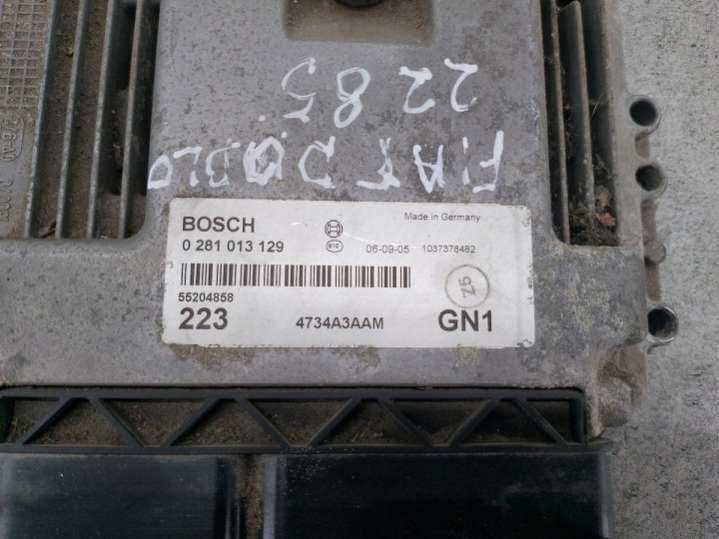 2285
FIAT DOBLO
BOSCH
0 281 013 129
Made in Germany
06-09-05 1037378482
55204858
Z5
223 4734A3AAM GN1